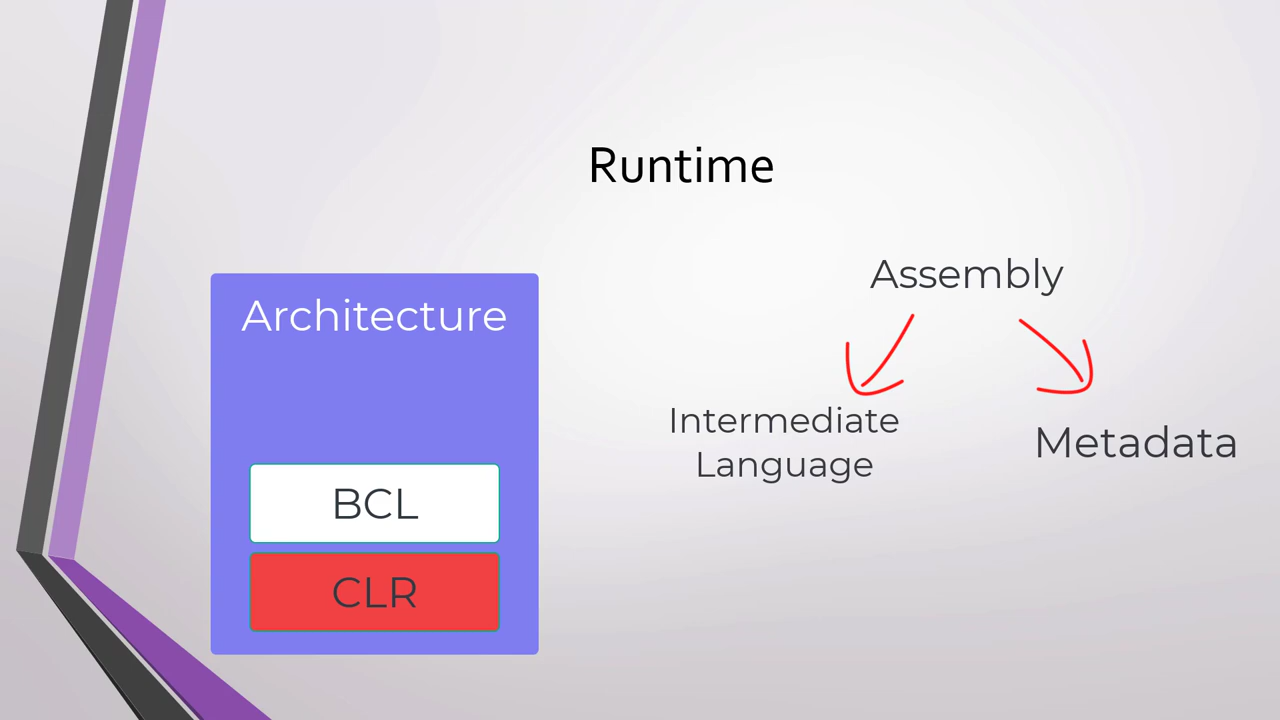 Runtime
Architecture
BCL
CLR
Assembly
Intermediate
Language
Metadata